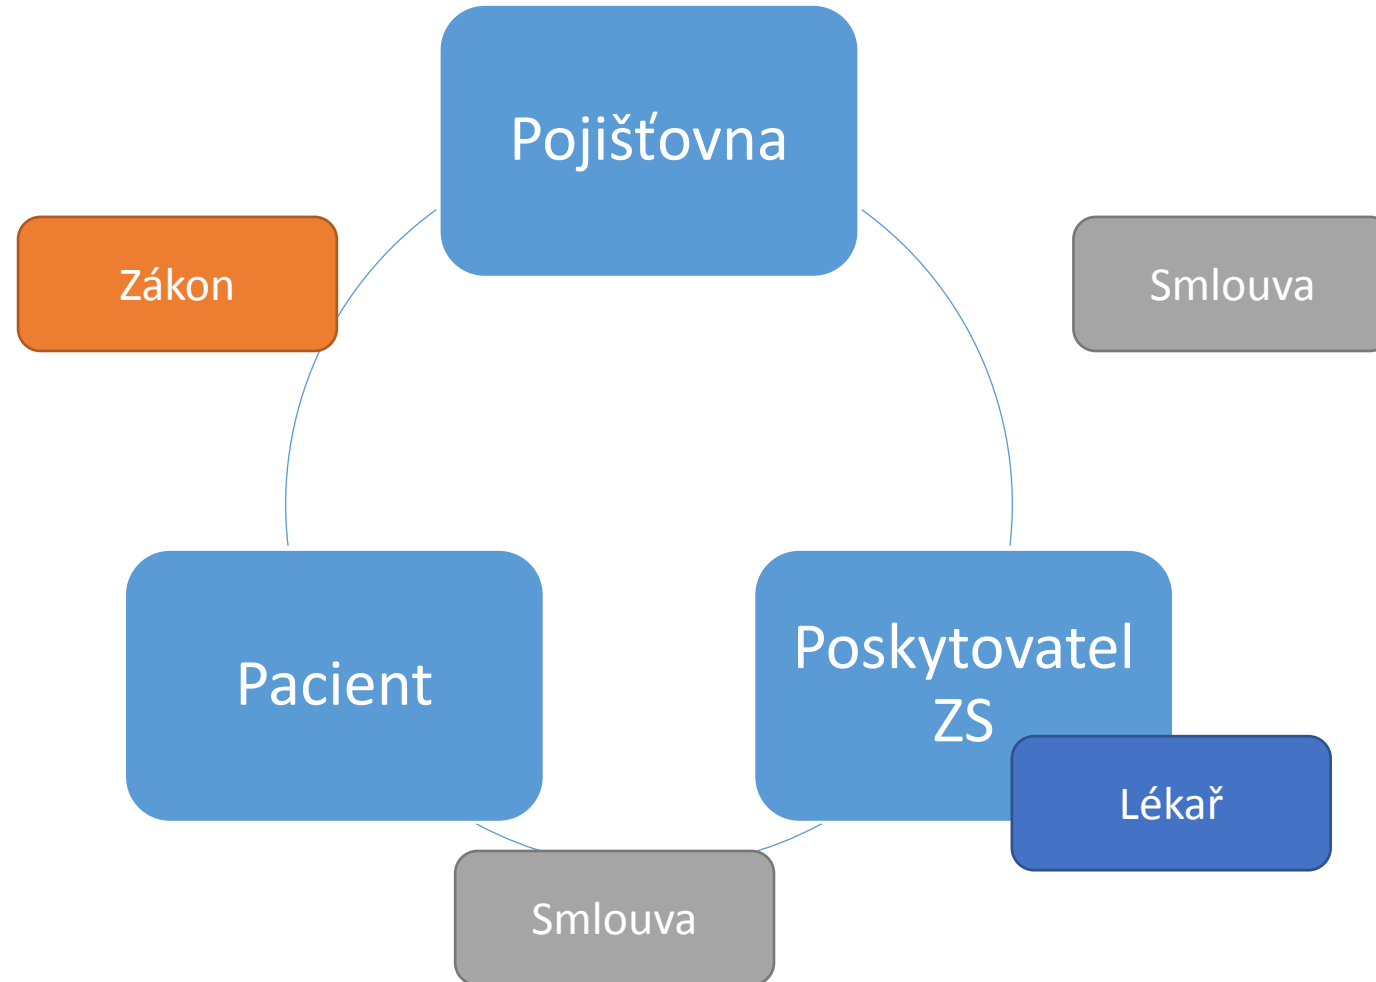 Pojišťovna
Zákon
Smlouva
Pacient
Poskytovatel
ZS
Lékař
Smlouva